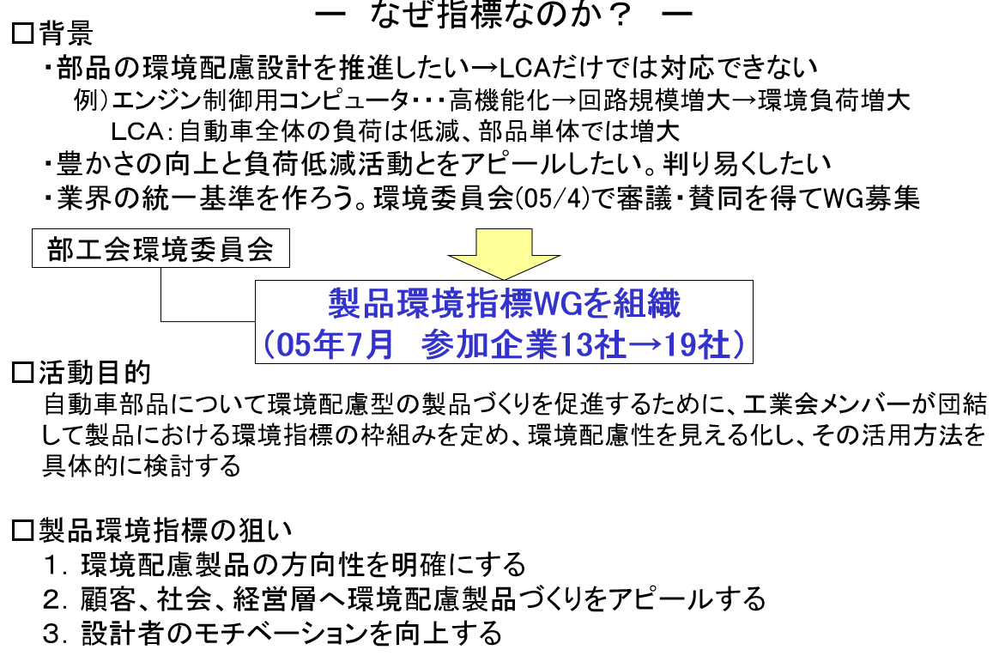 ― なぜ指標なのか？ ―
□背景
・部品の環境配慮設計を推進したい→LCAだけでは対応できない
例）エンジン制御用コンピュータ・・・高機能化→回路規模増大→環境負荷増大
ＬＣＡ：自動車全体の負荷は低減、部品単体では増大
・豊かさの向上と負荷低減活動とをアピールしたい。判り易くしたい
・業界の統一基準を作ろう。環境委員会(05/4)で審議・賛同を得てWG募集
部工会環境委員会
製品環境指標WGを組織
（05年7月　参加企業13社→19社）
□活動目的
自動車部品について環境配慮型の製品づくりを促進するために、工業会メンバーが団結
して製品における環境指標の枠組みを定め、環境配慮性を見える化し、その活用方法を
具体的に検討する
□製品環境指標の狙い
１．環境配慮製品の方向性を明確にする
２．顧客、社会、経営層へ環境配慮製品づくりをアピールする
３．設計者のモチベーションを向上する